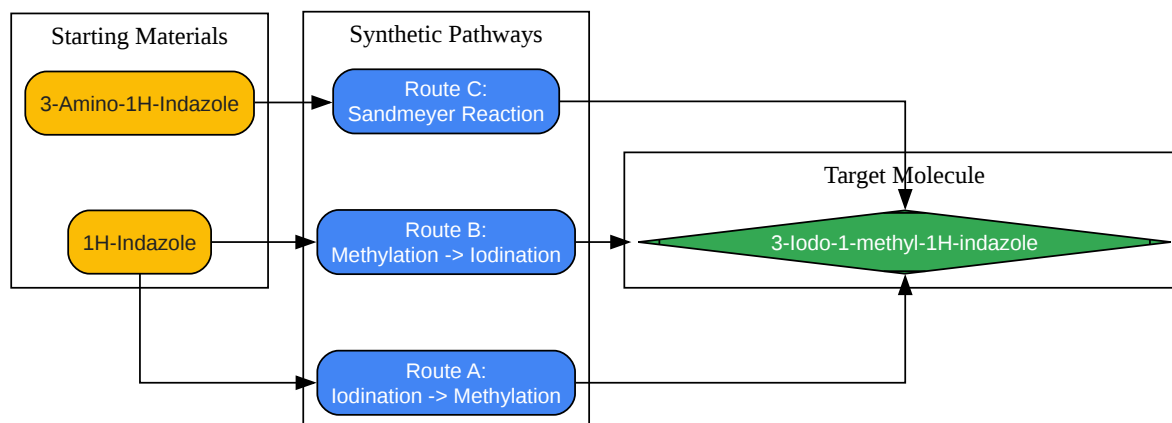 Starting Materials
3-Amino-1H-Indazole
1H-Indazole
Synthetic Pathways
Route C:
Sandmeyer Reaction
Route B:
Methylation -> Iodination
Route A:
Iodination -> Methylation
Target Molecule
3-Iodo-1-methyl-1H-indazole